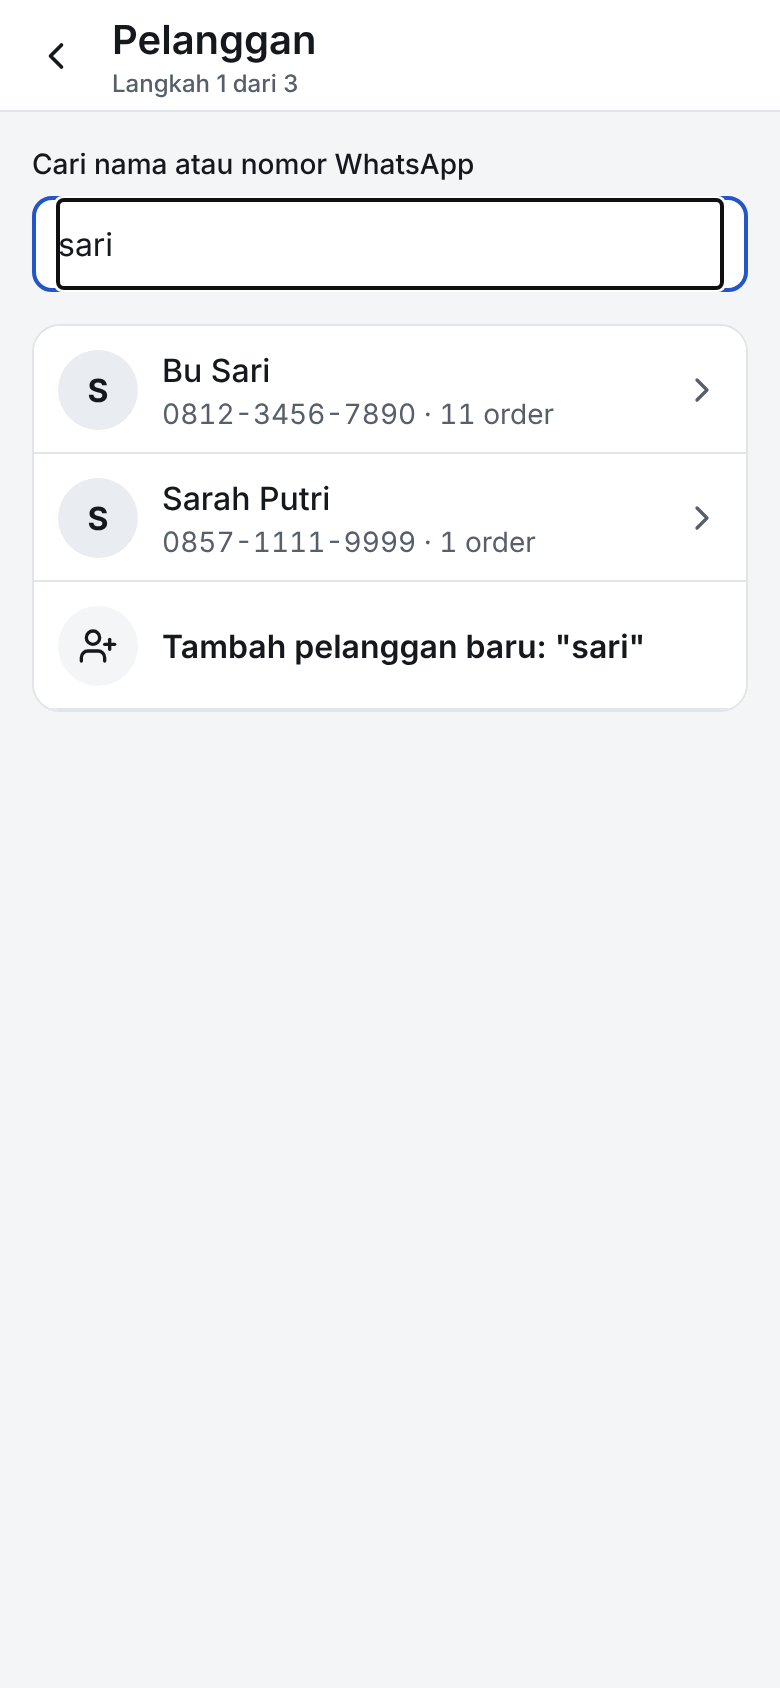 Pelanggan
Langkah 1 dari 3
Cari nama atau nomor WhatsApp
sari
S
Bu Sari
0812-3456-7890 · 11 order
S
Sarah Putri
0857-1111-9999 · 1 order
Tambah pelanggan baru: "sari"